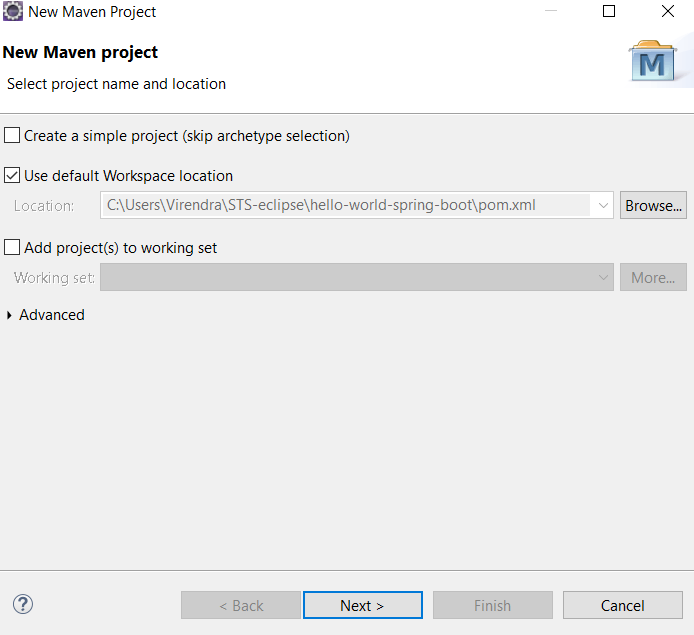 New Maven Project
New Maven project
M
Select project name and location
Create a simple project (skip archetype selection)
Use default Workspace location
Location: C:\Users\Virendra\STS-eclipse\hello-world-spring-boot\pom.xml Browse...
Add project(s) to working set
Working set: More...
Advanced
? < Back Next > Finish Cancel